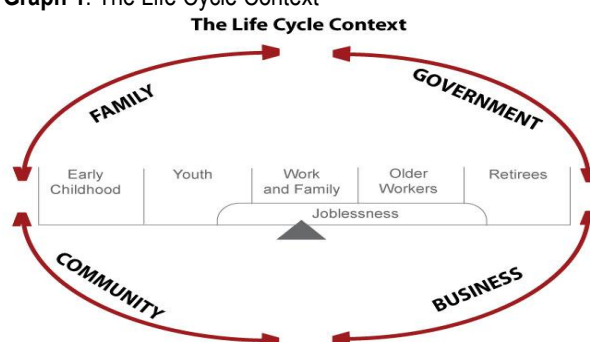 Graph 1: The Life Cycle Context
The Life Cycle Context
FAMILY
GOVERNMENT
Early
Childhood
Youth
Work
and Family
Older
Workers
Retirees
Joblessness
COMMUNITY
BUSINESS